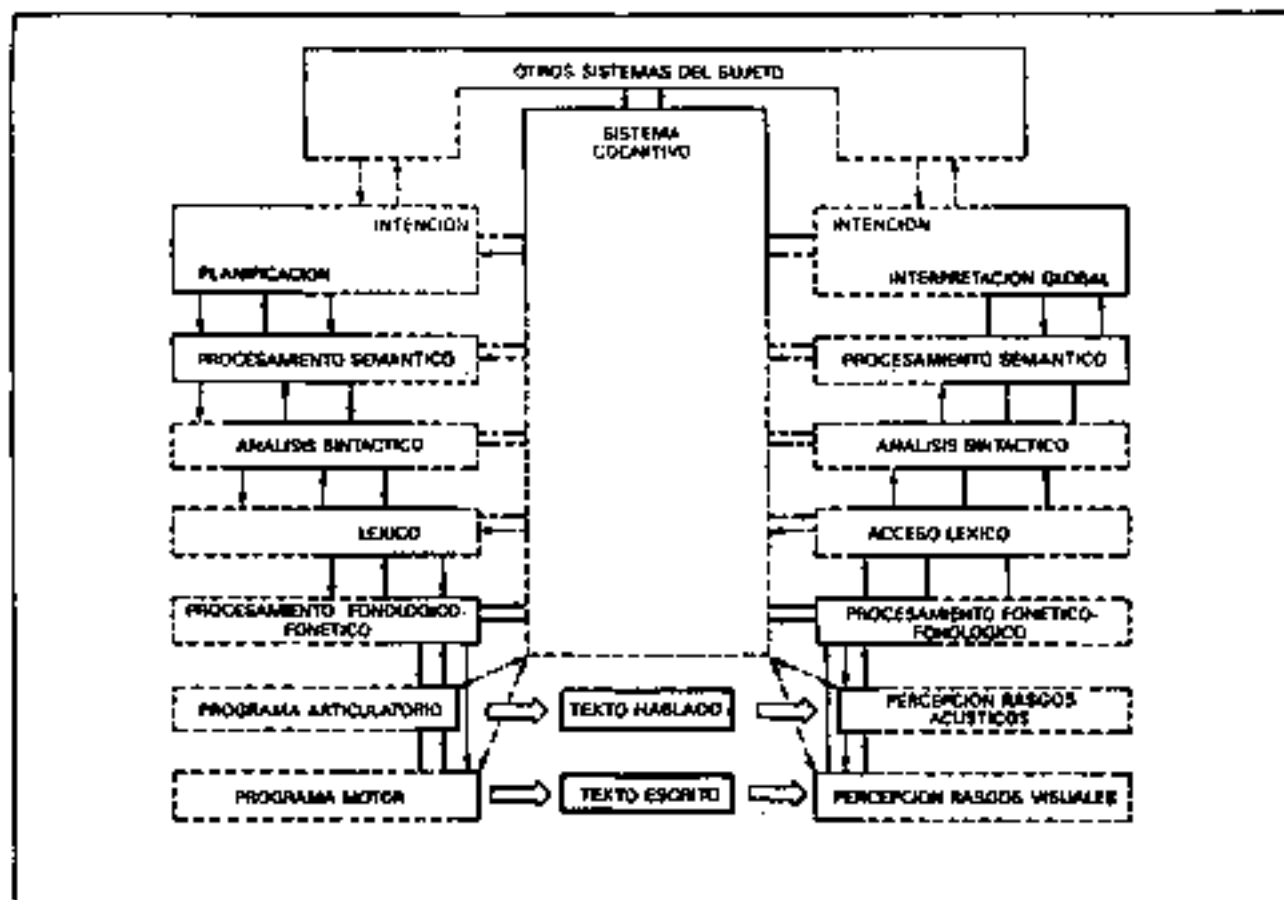 OTROS SISTEMAS DEL SUJETO
SISTEMA
COGNITIVO
INTENCION
PLANIFICACION
INTENCION
INTERPRETACION GLOBAL
PROCESAMIENTO SEMANTICO
PROCESAMIENTO SEMANTICO
ANALISIS SINTACTICO
ANALISIS SINTACTICO
LEXICO
ACCESO LEXICO
PROCESAMIENTO FONOLOGICO-
FONETICO
PROCESAMIENTO FONETICO-
FONOLOGICO
PROGRAMA ARTICULATORIO
TEXTO HABLADO
PERCEPCION RASGOS
ACUSTICOS
PROGRAMA MOTOR
TEXTO ESCRITO
PERCEPCION RASGOS VISUALES